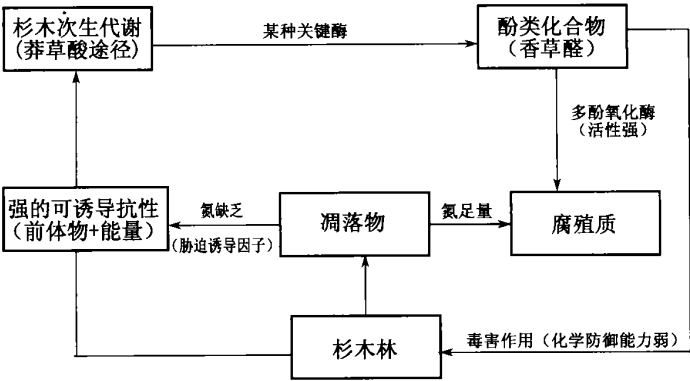 杉木次生代谢
(莽草酸途径)
某种关键酶
酚类化合物
(香草醛)
多酚氧化酶
(活性强)
强的可诱导抗性
(前体物+能量)
氮缺乏
(胁迫诱导因子)
凋落物
氮足量
腐殖质
杉木林
毒害作用(化学防御能力弱)